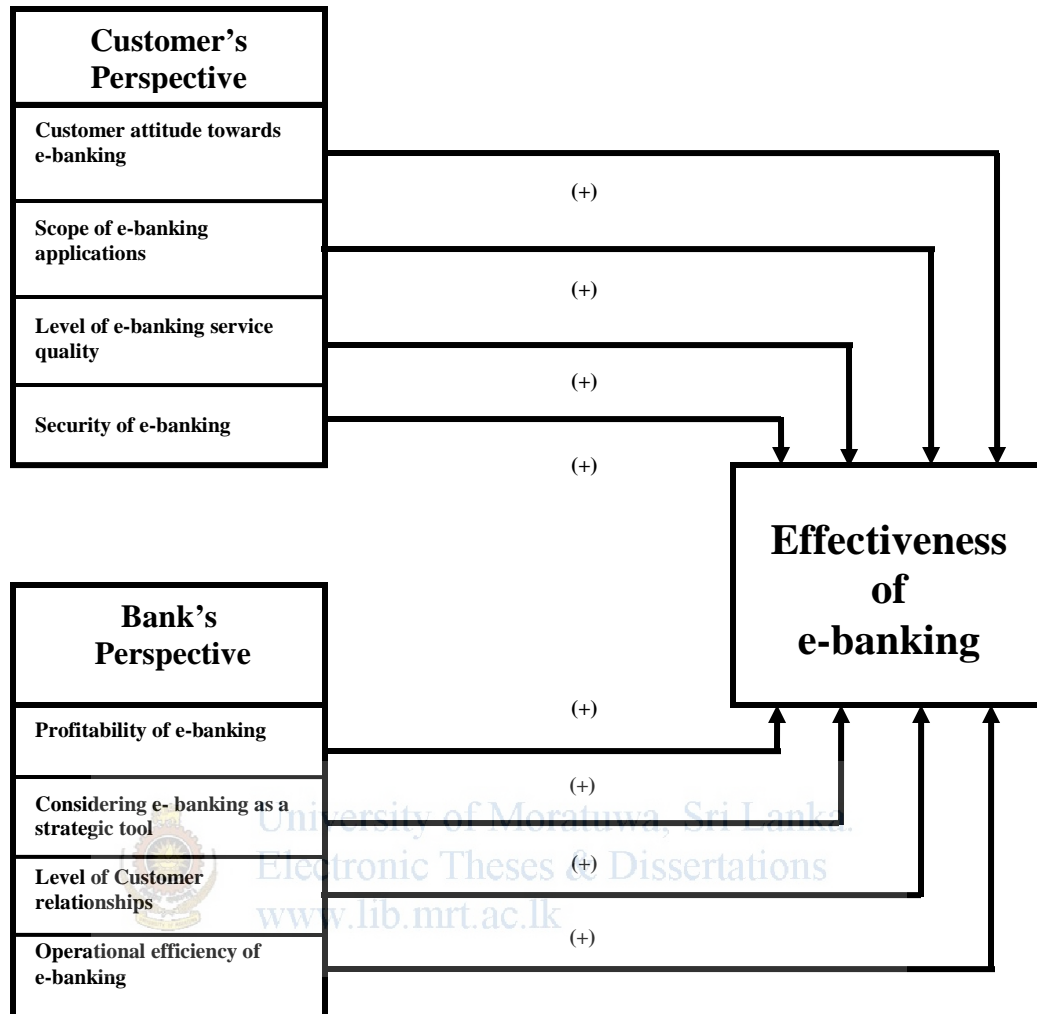 Customer’s
Perspective
Customer attitude towards
e-banking
(+)
Scope of e-banking
applications
(+)
Level of e-banking service
quality
(+)
Security of e-banking
(+)
Effectiveness
of
e-banking
Bank’s
Perspective
(+)
Profitability of e-banking
(+)
Considering e- banking as a
strategic tool
University of Moratuwa, Sri Lanka.
(+)
Electronic Theses & Dissertations
Level of Customer
relationships
www.lib.mrt.ac.lk
(+)
Operational efficiency of
e-banking